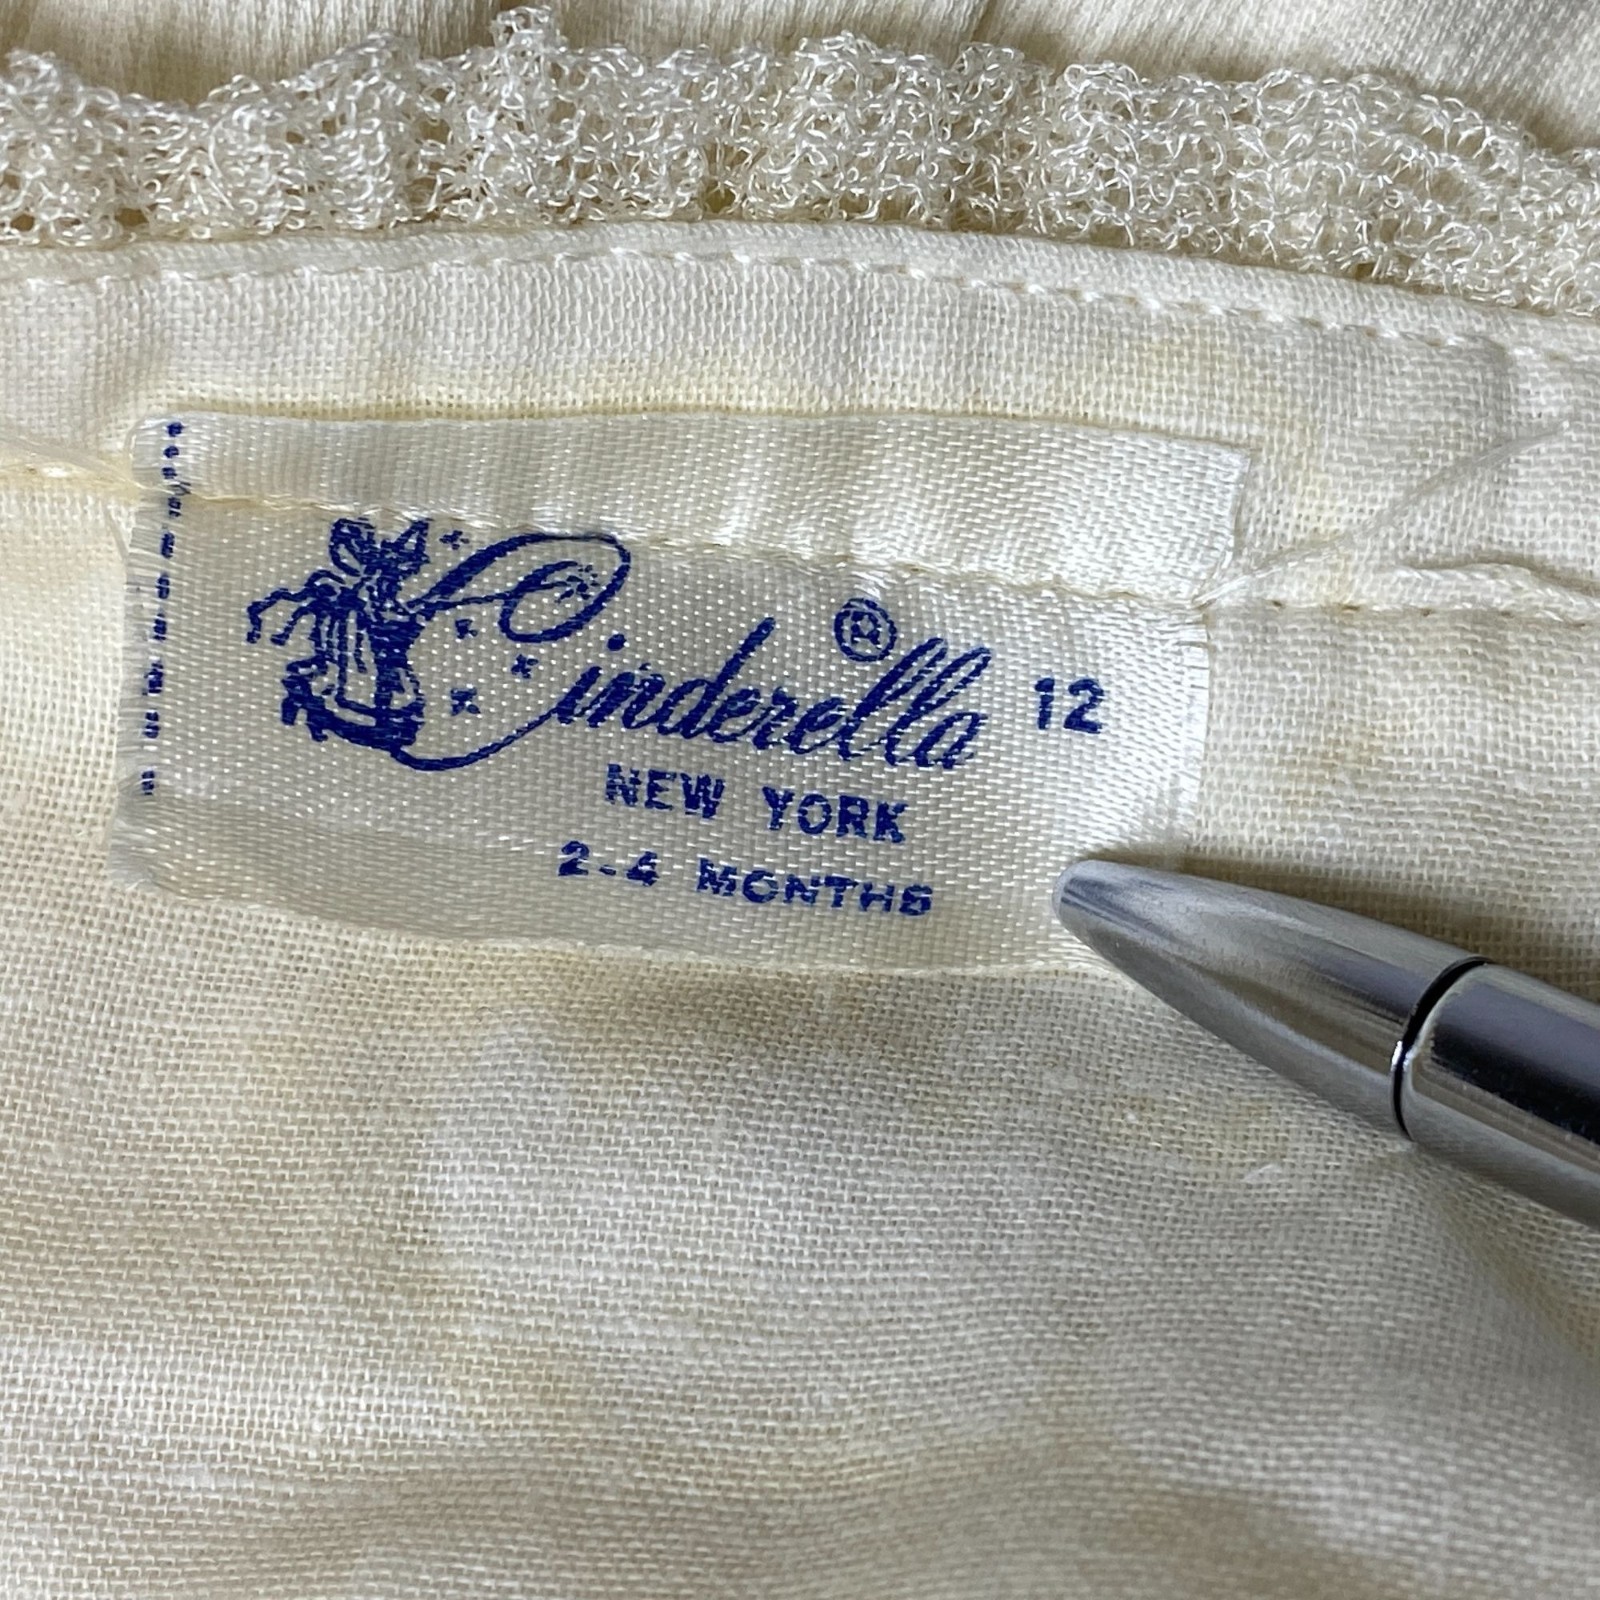 Cinderella® 12
NEW YORK
2-4 MONTHS